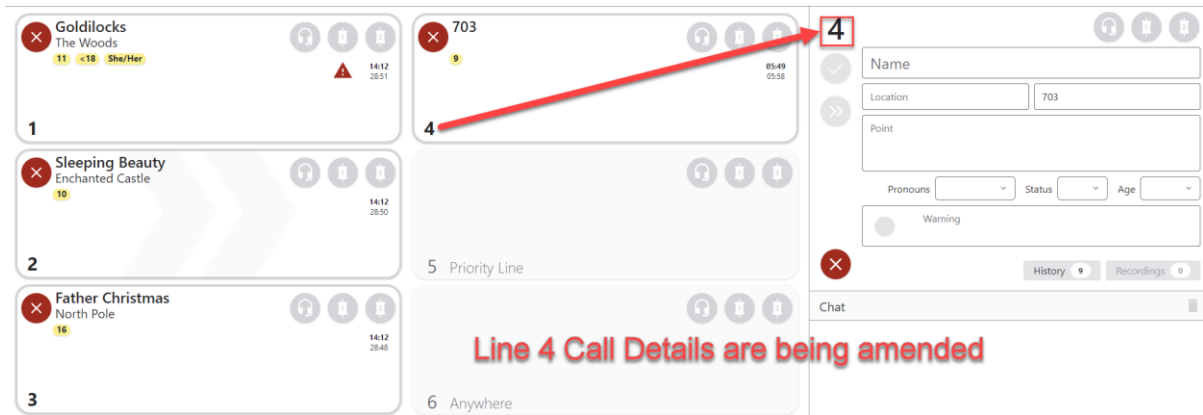 Goldilocks
The Woods
11 <18 She/Her
14:12
28:51
1
Sleeping Beauty
Enchanted Castle
10
14:12
28:50
2
Father Christmas
North Pole
16
14:12
28:48
3
703
9
05:49
05:58
4
5 Priority Line
6 Anywhere
4
Name
Location 703
Point
Pronouns Status Age
Warning
History 9 Recordings 0
Chat
Line 4 Call Details are being amended